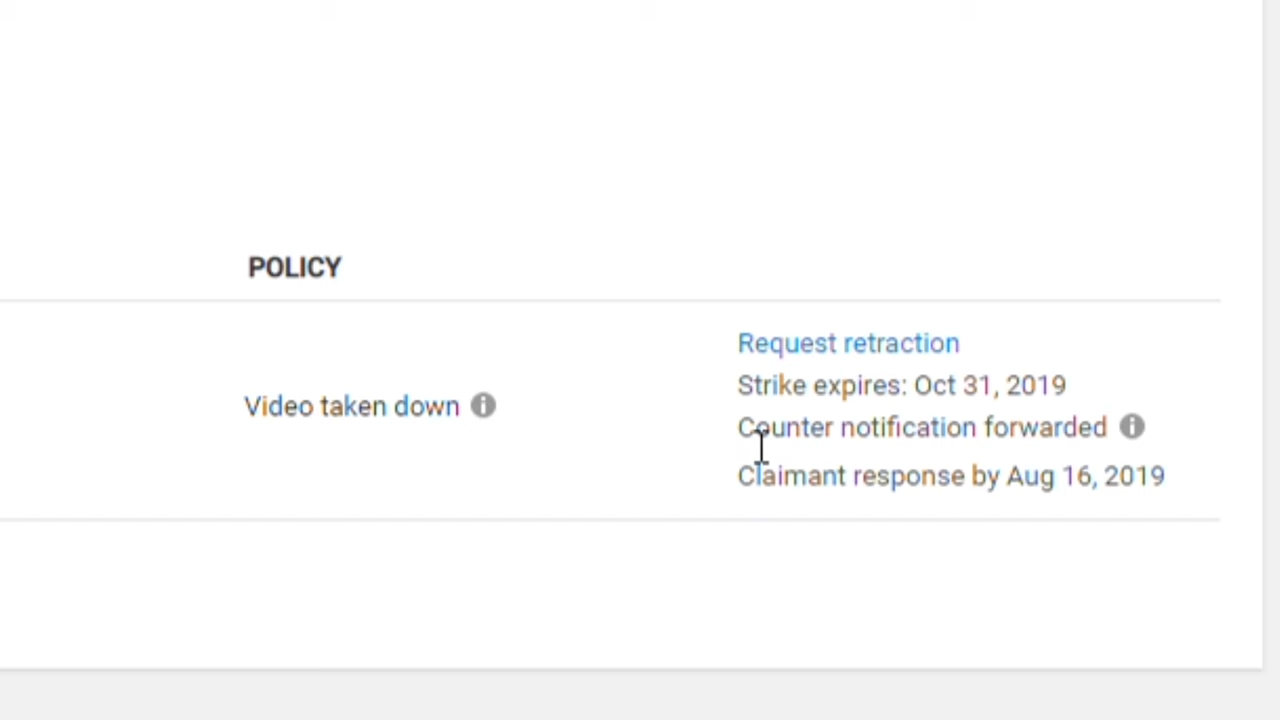 POLICY
Video taken down
Request retraction
Strike expires: Oct 31, 2019
Counter notification forwarded
Claimant response by Aug 16, 2019